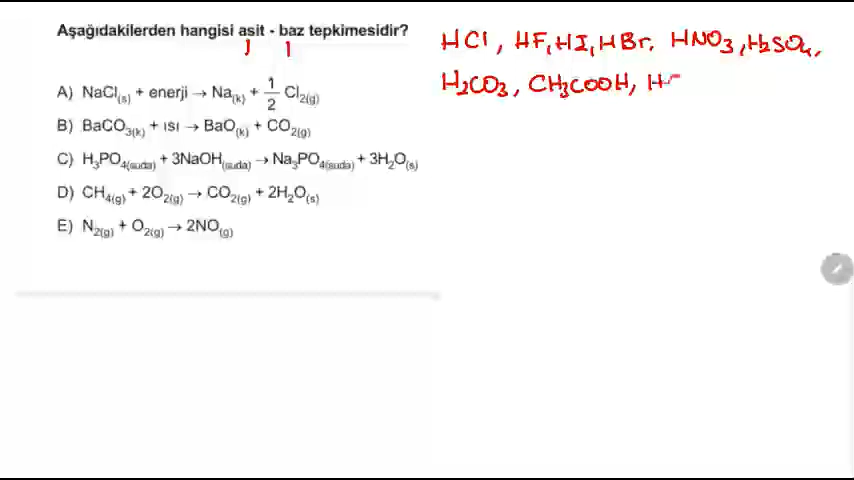 Aşağıdakilerden hangisi asit - baz tepkimesidir?
A) NaCl(s) + enerji → Na(k) + 1/2 Cl2(g)
B) BaCO3(k) + ısı → BaO(k) + CO2(g)
C) H3PO4(suda) + 3NaOH(suda) → Na3PO4(suda) + 3H2O(s)
D) CH4(g) + 2O2(g) → CO2(g) + 2H2O(s)
E) N2(g) + O2(g) → 2NO(g)
HCl, HF, HI, HBr, HNO3, H2SO4,
H2CO3, CH3COOH, H